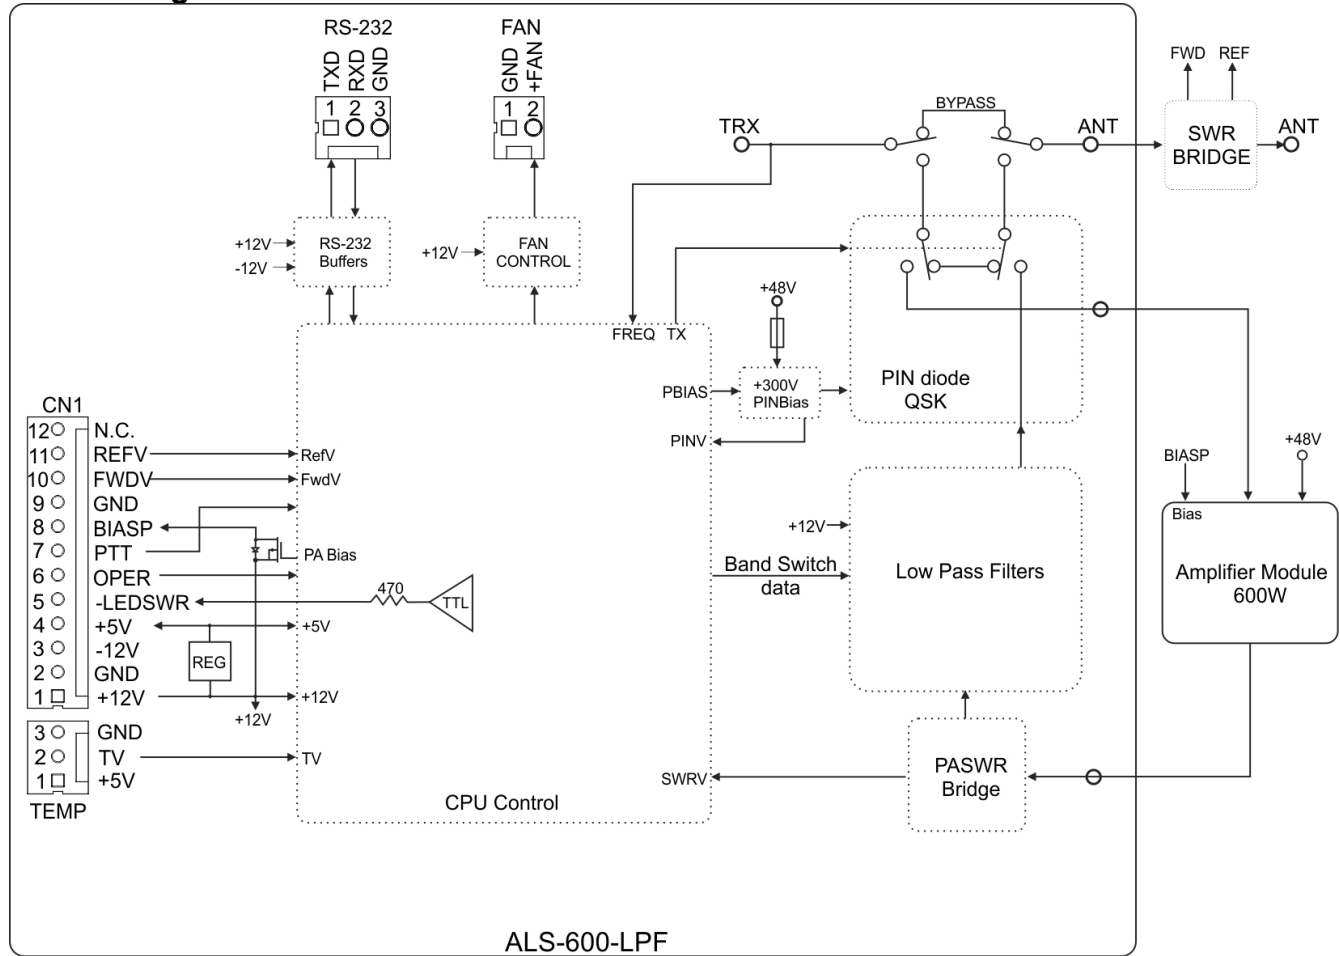 RS-232
FAN
TXD
RXD
GND
GND
+FAN
1 2 3
1 2
BYPASS
TRX
ANT
FWD
REF
SWR
BRIDGE
ANT
+12V
-12V
RS-232
Buffers
+12V
FAN
CONTROL
+48V
FREQ
TX
PBIAS
+300V
PINBias
PINV
PIN diode
QSK
CN1
12 N.C.
11 REFV
RefV
10 FWDV
FwdV
9 GND
8 BIASP
7 PTT
PA Bias
6 OPER
5 -LEDSWR
470
TTL
4 +5V
+5V
3 -12V
REG
2 GND
1 +12V
+12V
+12V
3 GND
2 TV
TV
1 +5V
TEMP
CPU Control
SWRV
+12V
Band Switch
data
Low Pass Filters
BIASP
+48V
Bias
Amplifier Module
600W
PASWR
Bridge
ALS-600-LPF